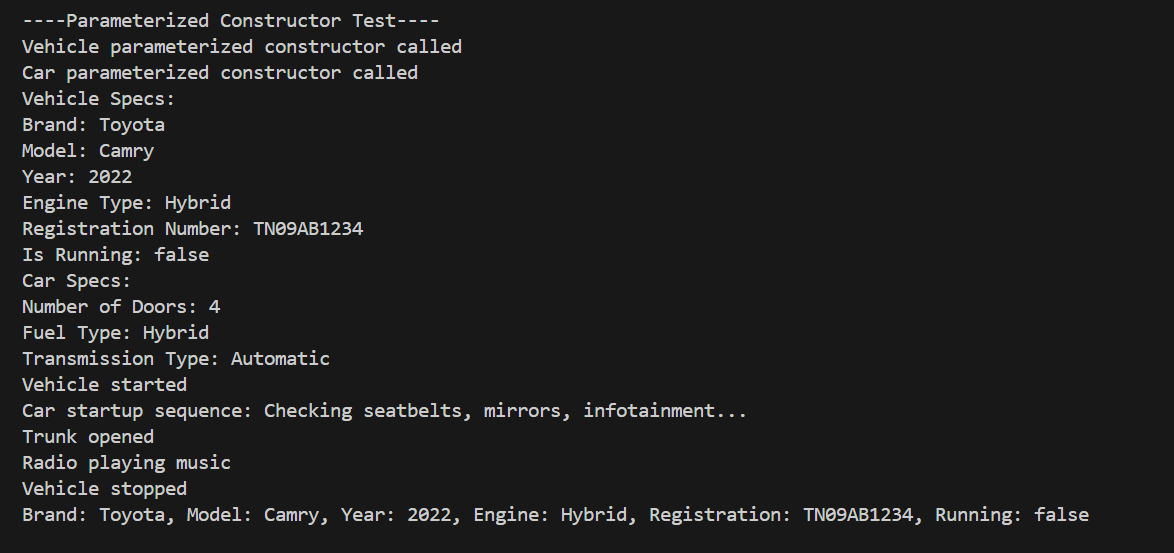 ----Parameterized Constructor Test----
Vehicle parameterized constructor called
Car parameterized constructor called
Vehicle Specs:
Brand: Toyota
Model: Camry
Year: 2022
Engine Type: Hybrid
Registration Number: TN09AB1234
Is Running: false
Car Specs:
Number of Doors: 4
Fuel Type: Hybrid
Transmission Type: Automatic
Vehicle started
Car startup sequence: Checking seatbelts, mirrors, infotainment...
Trunk opened
Radio playing music
Vehicle stopped
Brand: Toyota, Model: Camry, Year: 2022, Engine: Hybrid, Registration: TN09AB1234, Running: false